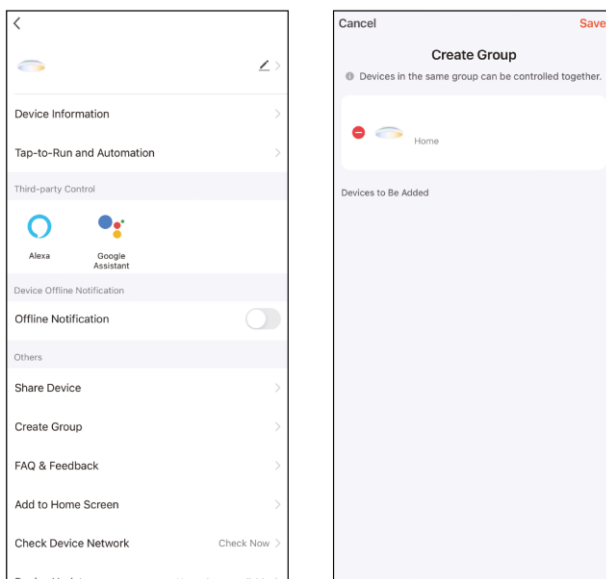 Device Information
Tap-to-Run and Automation
Third-party Control
Alexa
Google
Assistant
Device Offline Notification
Offline Notification
Others
Share Device
Create Group
FAQ & Feedback
Add to Home Screen
Check Device Network Check Now
Cancel Save
Create Group
Devices in the same group can be controlled together.
Home
Devices to Be Added